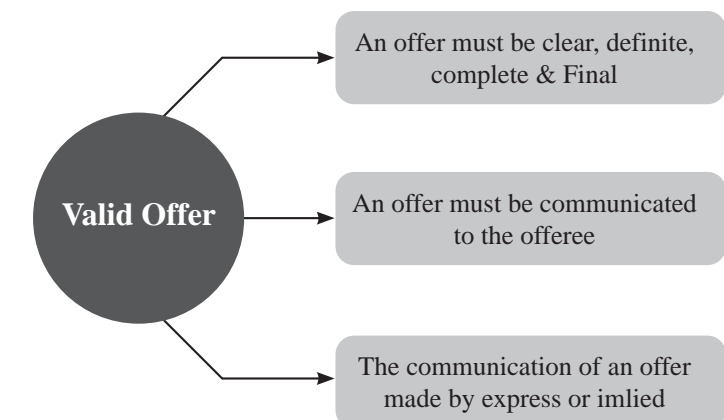 An offer must be clear, definite,
complete & Final
Valid Offer
An offer must be communicated
to the offeree
The communication of an offer
made by express or imlied